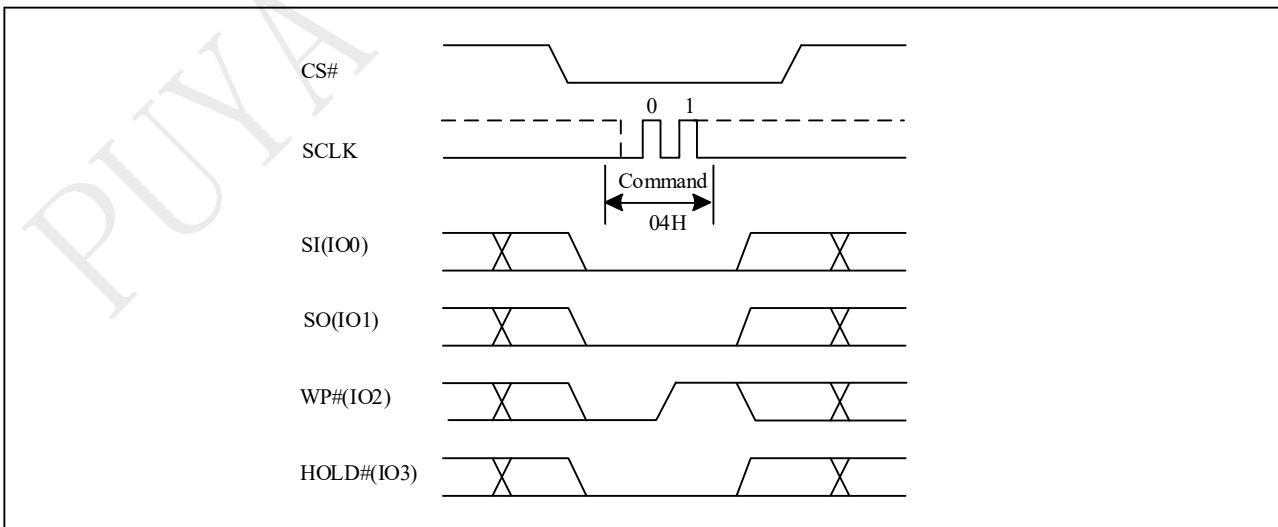 PUYA
CS#
0 1
SCLK
Command
04H
SI(IO0)
SO(IO1)
WP#(IO2)
HOLD#(IO3)